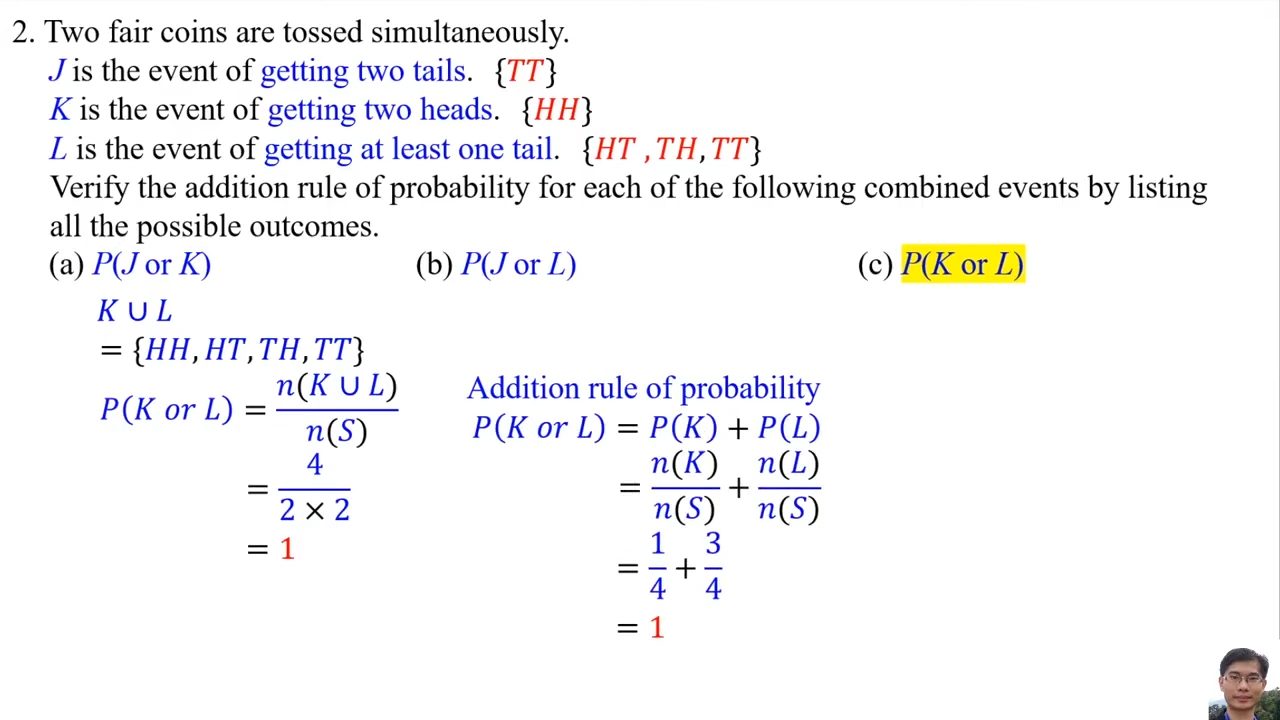 2. Two fair coins are tossed simultaneously.
J is the event of getting two tails. {TT}
K is the event of getting two heads. {HH}
L is the event of getting at least one tail. {HT ,TH,TT}
Verify the addition rule of probability for each of the following combined events by listing
all the possible outcomes.
(a) P(J or K) (b) P(J or L) (c) P(K or L)
K ∪ L
= {HH, HT, TH, TT}
P(K or L) = n(K ∪ L) / n(S)
= 4 / 2 × 2
= 1
Addition rule of probability
P(K or L) = P(K) + P(L)
= n(K) / n(S) + n(L) / n(S)
= 1/4 + 3/4
= 1